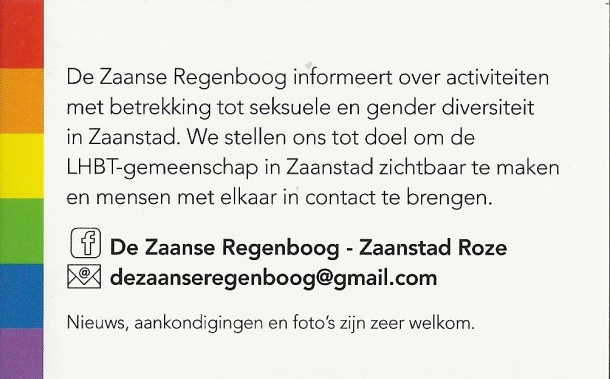 De Zaanse Regenboog informeert over activiteiten
met betrekking tot seksuele en gender diversiteit
in Zaanstad. We stellen ons tot doel om de
LHBT-gemeenschap in Zaanstad zichtbaar te maken
en mensen met elkaar in contact te brengen.
De Zaanse Regenboog - Zaanstad Roze
dezaanseregenboog@gmail.com
Nieuws, aankondigingen en foto's zijn zeer welkom.